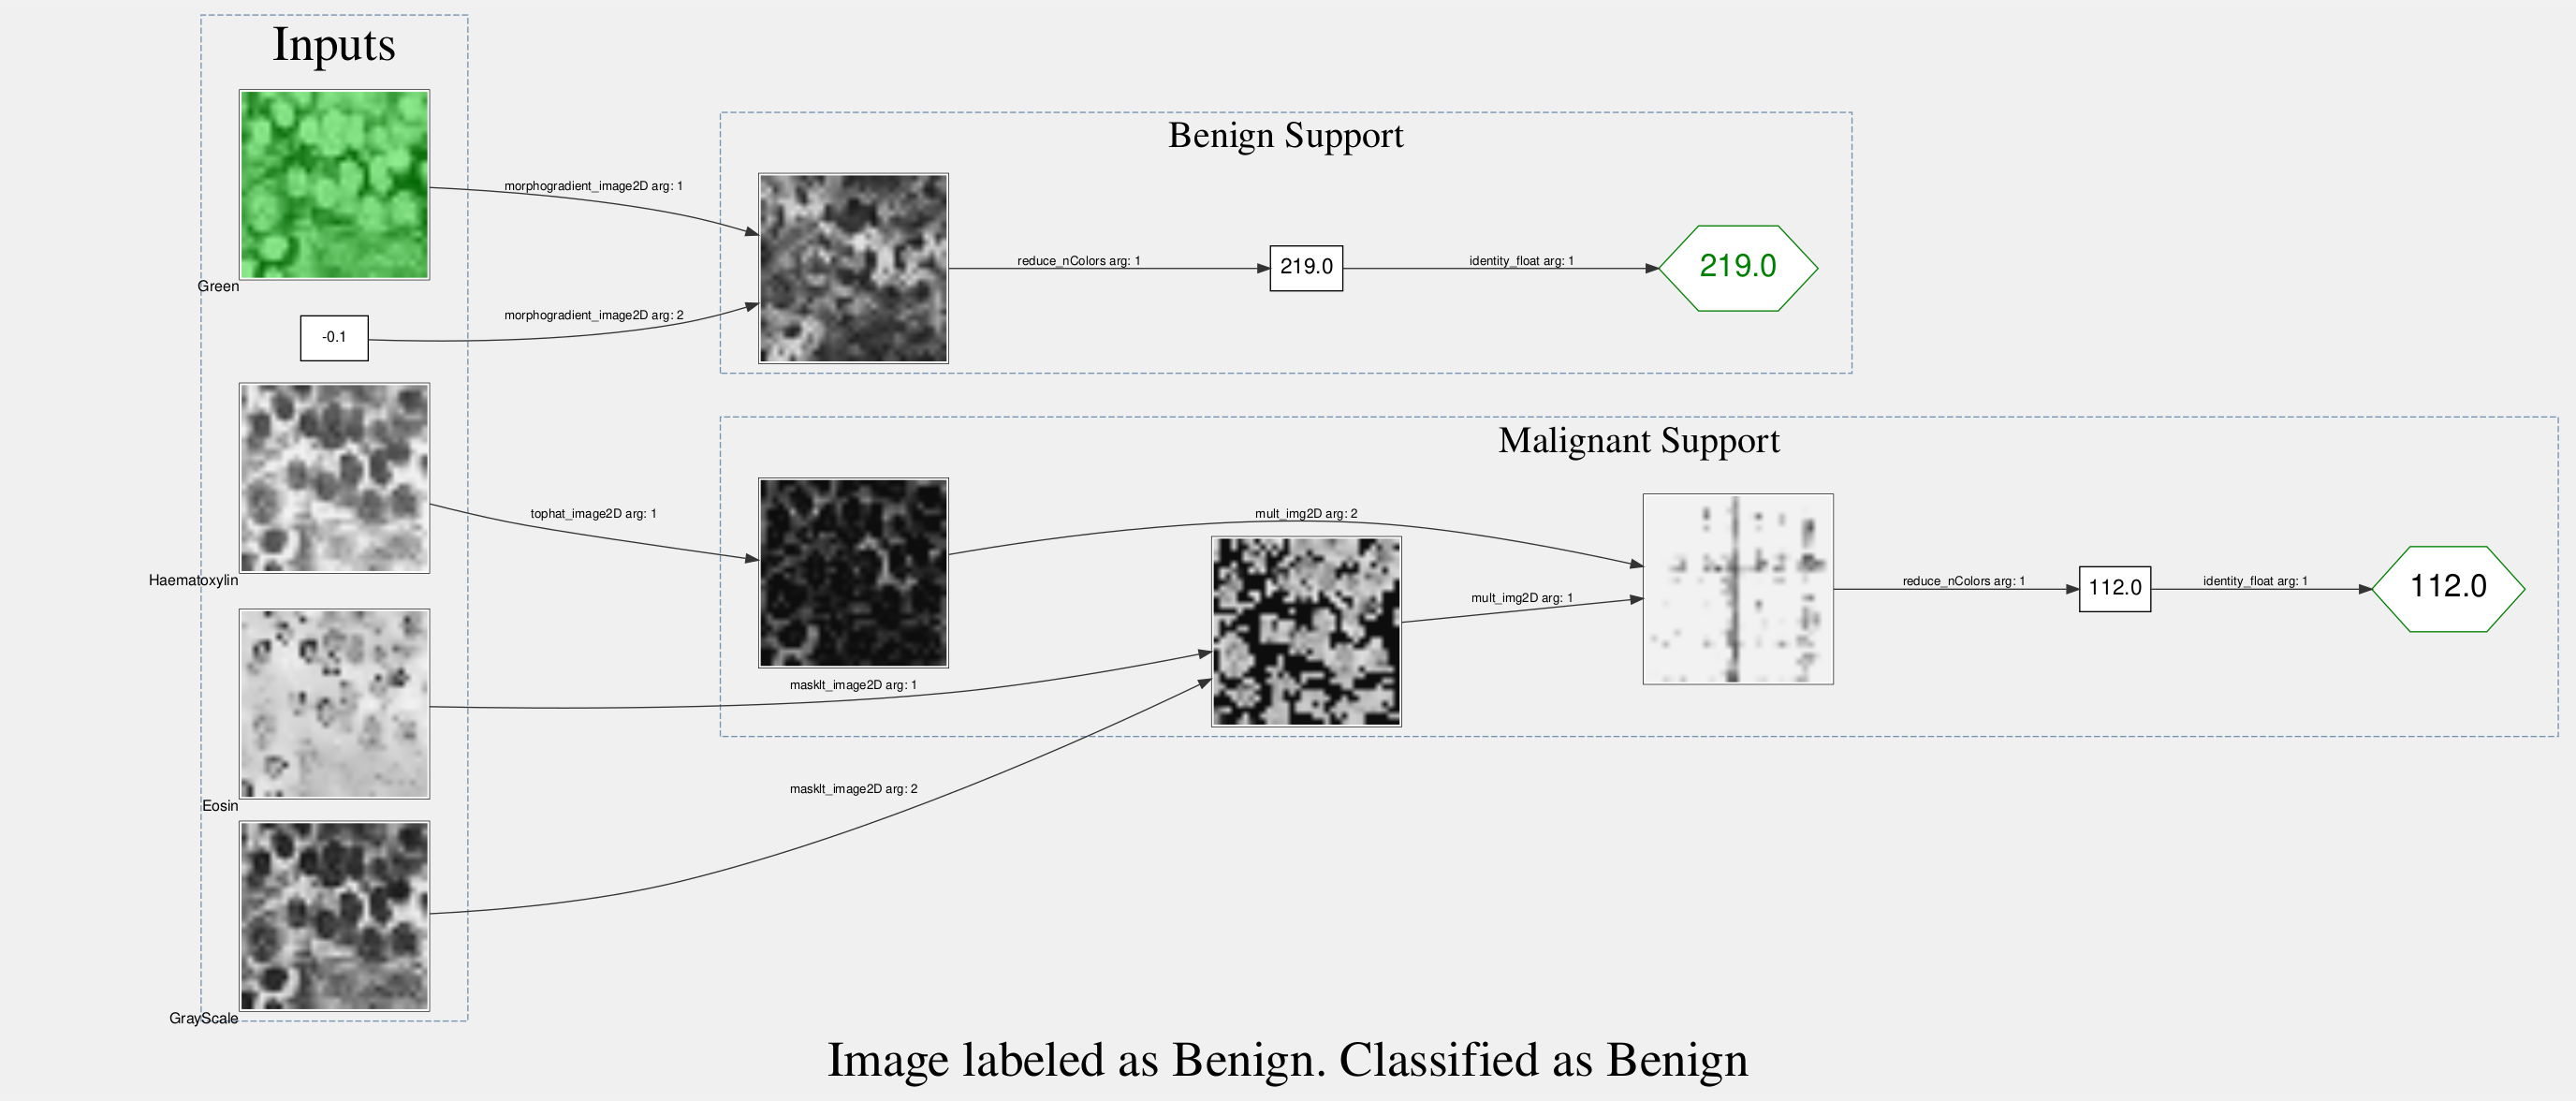 Inputs
Green
-0.1
Haematoxylin
Eosin
GrayScale
morphogradient_image2D arg: 1
morphogradient_image2D arg: 2
tophat_image2D arg: 1
maskIt_image2D arg: 1
maskIt_image2D arg: 2
Benign Support
reduce_nColors arg: 1
219.0
identity_float arg: 1
219.0
Malignant Support
mult_img2D arg: 2
mult_img2D arg: 1
reduce_nColors arg: 1
112.0
identity_float arg: 1
112.0
Image labeled as Benign. Classified as Benign